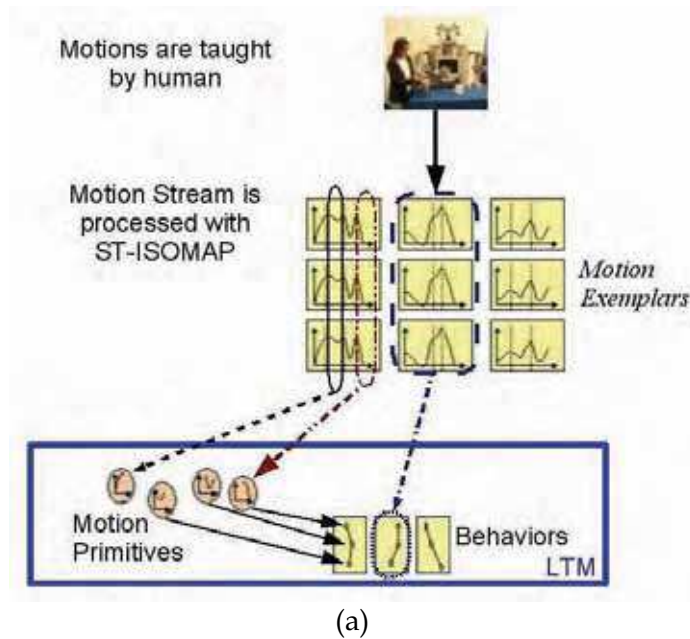 Motions are taught
by human
Motion Stream is
processed with
ST-ISOMAP
Motion
Exemplars
Motion
Primitives
Behaviors
LTM
(a)